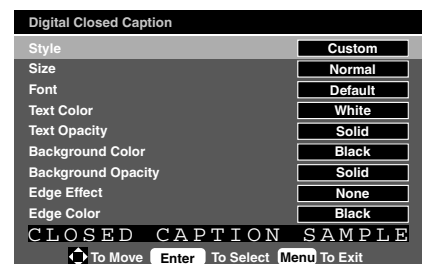 Digital Closed Caption
Style Custom
Size Normal
Font Default
Text Color White
Text Opacity Solid
Background Color Black
Background Opacity Solid
Edge Effect None
Edge Color Black
CLOSED CAPTION SAMPLE
To Move Enter To Select Menu To Exit